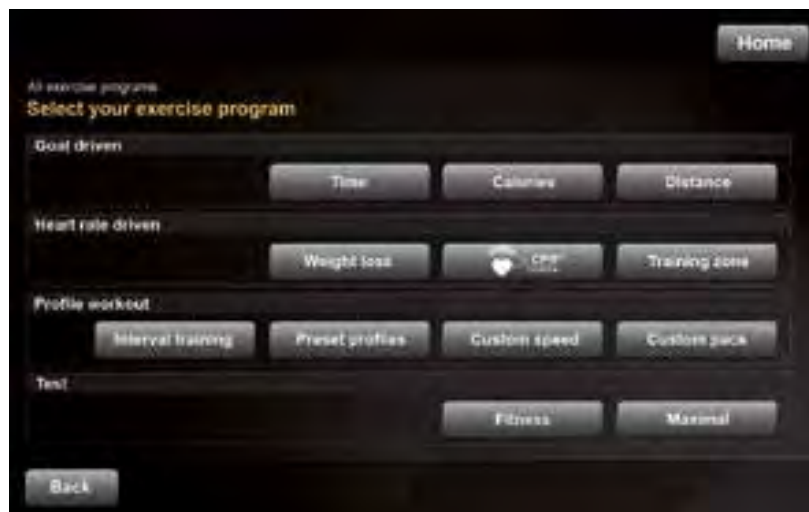 Home
All exercise programs
Select your exercise program
Goal driven
Time Calories Distance
Heart rate driven
Weight loss CPR Training zone
Profile workout
Interval training Preset profiles Custom speed Custom pace
Test
Fitness Maximal
Back